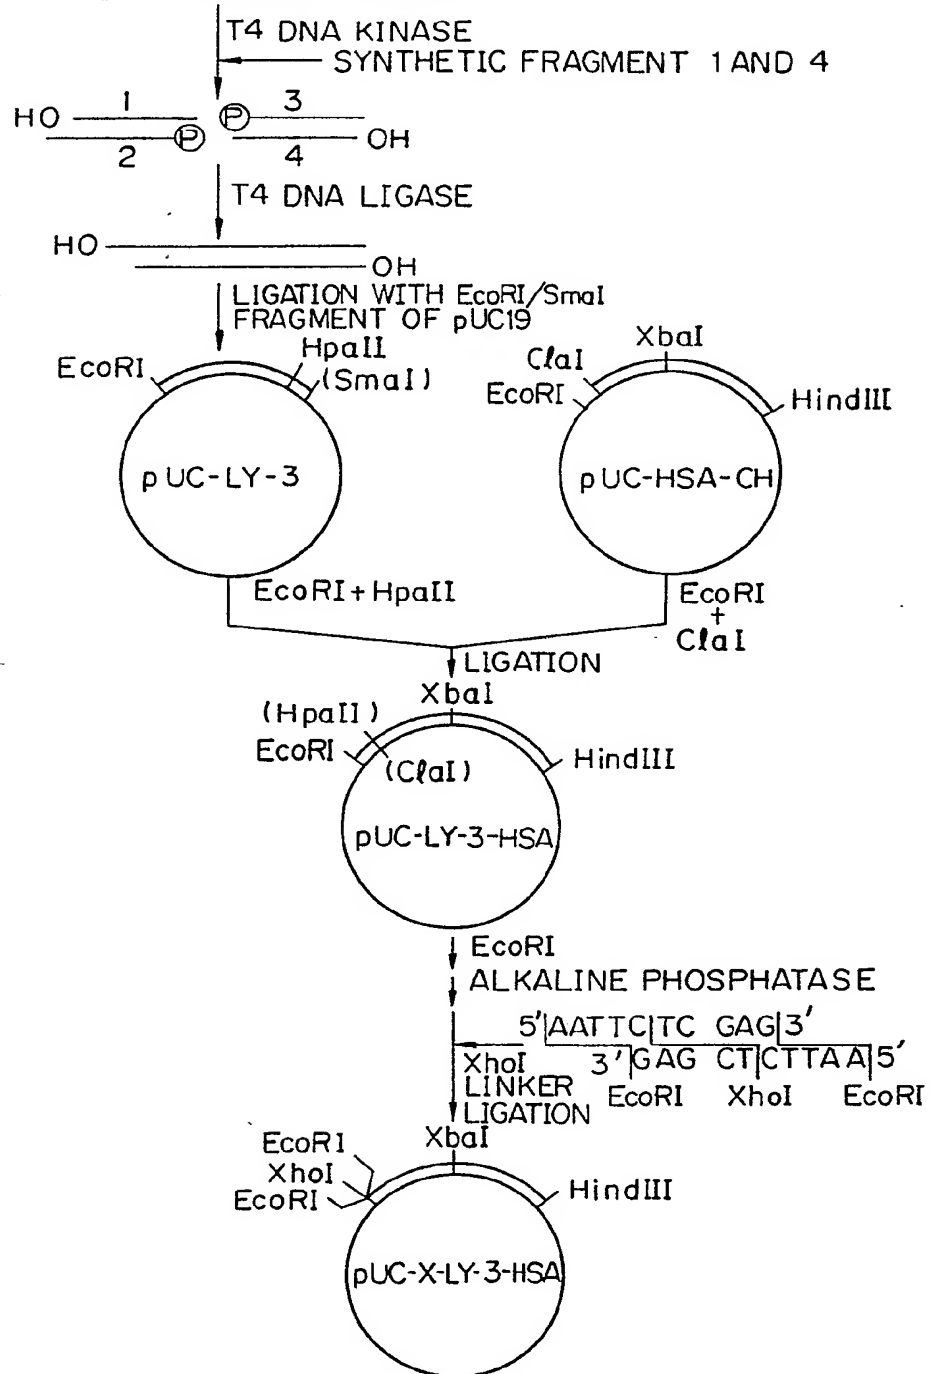 T4 DNA KINASE
SYNTHETIC FRAGMENT 1 AND 4
HO 1 P 3
2 P 4 OH
T4 DNA LIGASE
HO
OH
LIGATION WITH EcoRI/SmaI
FRAGMENT OF pUC19
EcoRI
HpaII
(SmaI)
pUC-LY-3
ClaI
XbaI
EcoRI
HindIII
pUC-HSA-CH
EcoRI+HpaII
EcoRI
+
ClaI
LIGATION
XbaI
(HpaII)
EcoRI
(ClaI)
HindIII
pUC-LY-3-HSA
EcoRI
ALKALINE PHOSPHATASE
5'|AATTC|TC GAG|3'
3'|GAG CT|CTTAA|5'
EcoRI XhoI EcoRI
XhoI
LINKER
LIGATION
XbaI
EcoRI
XhoI
EcoRI
HindIII
pUC-X-LY-3-HSA